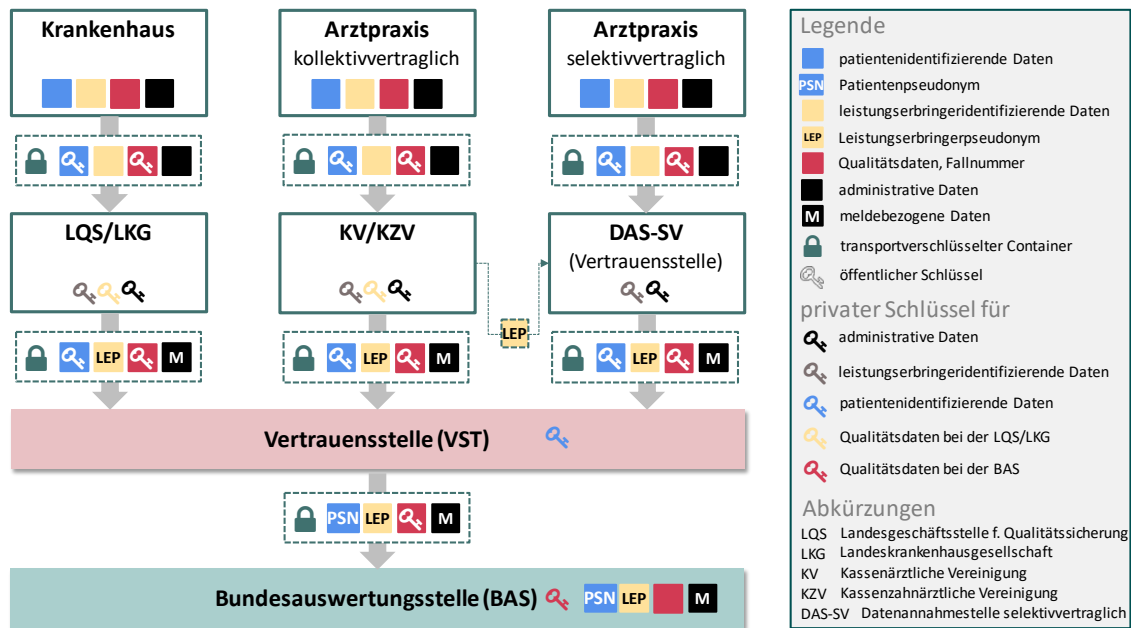 Krankenhaus
Arztpraxis
kollektivvertraglich
Arztpraxis
selektivvertraglich
LQS/LKG
KV/KZV
DAS-SV
(Vertrauensstelle)
LEP
LEP M
LEP M
LEP M
Vertrauensstelle (VST)
PSN LEP M
Bundesauswertungsstelle (BAS) PSN LEP M
Legende
patientenidentifizierende Daten
PSN Patientenpseudonym
leistungserbringeridentifizierende Daten
LEP Leistungserbringerpseudonym
Qualitätsdaten, Fallnummer
administrative Daten
M meldebezogene Daten
transportverschlüsselter Container
öffentlicher Schlüssel
privater Schlüssel für
administrative Daten
leistungserbringeridentifizierende Daten
patientenidentifizierende Daten
Qualitätsdaten bei der LQS/LKG
Qualitätsdaten bei der BAS
Abkürzungen
LQS Landesgeschäftsstelle f. Qualitätssicherung
LKG Landeskrankenhausgesellschaft
KV Kassenärztliche Vereinigung
KZV Kassenzahnärztliche Vereinigung
DAS-SV Datenannahmestelle selektivvertraglich